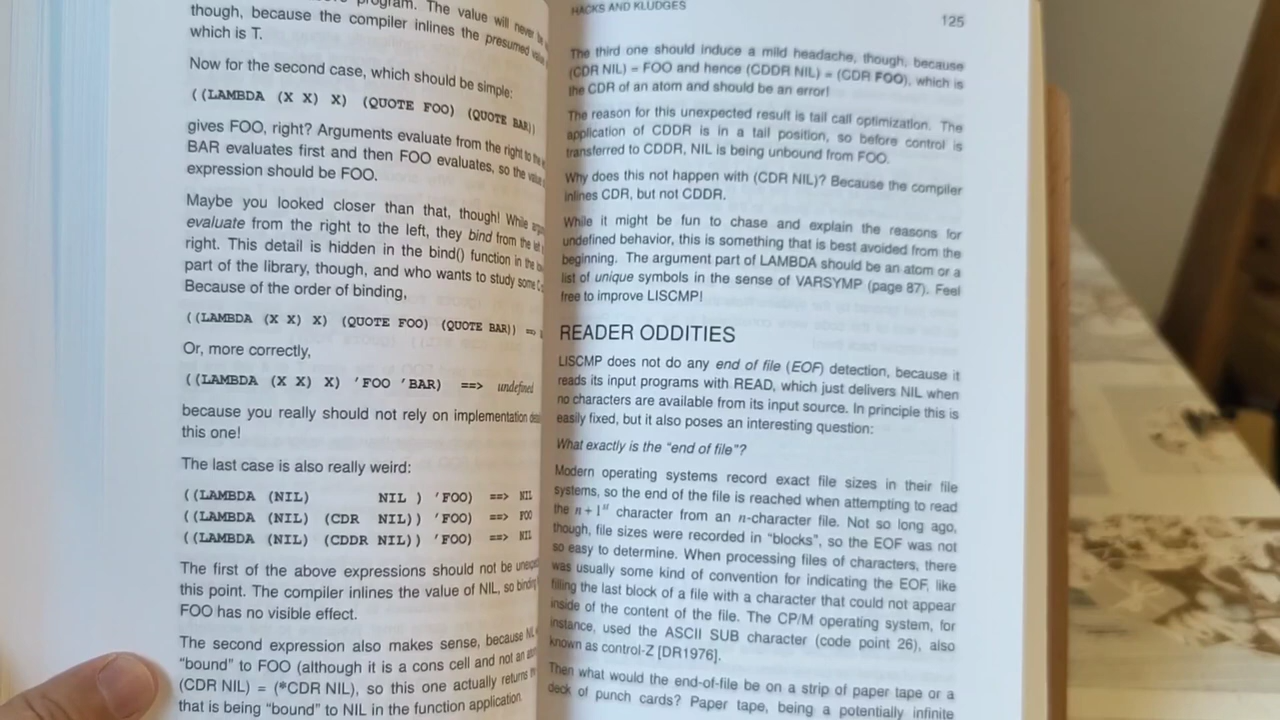 program. The value will never
though, because the compiler inlines the presumed
which is T.
Now for the second case, which should be simple:
((LAMBDA (X X) X) (QUOTE FOO) (QUOTE BAR))
gives FOO, right? Arguments evaluate from the right to the
BAR evaluates first and then FOO evaluates, so the
expression should be FOO.
Maybe you looked closer than that, though! While
evaluate from the right to the left, they bind from the left
right. This detail is hidden in the bind() function in the
part of the library, though, and who wants to study some
Because of the order of binding,
((LAMBDA (X X) X) (QUOTE FOO) (QUOTE BAR)) ==>
Or, more correctly,
((LAMBDA (X X) X) 'FOO 'BAR) ==> undefined
because you really should not rely on implementation
this one!
The last case is also really weird:
((LAMBDA (NIL) NIL ) 'FOO) ==> NIL
((LAMBDA (NIL) (CDR NIL)) 'FOO) ==> FOO
((LAMBDA (NIL) (CDDR NIL)) 'FOO) ==> NIL
The first of the above expressions should not be
this point. The compiler inlines the value of NIL, so
FOO has no visible effect.
The second expression also makes sense, because
"bound" to FOO (although it is a cons cell and not an
(CDR NIL) = (*CDR NIL), so this one actually returns
that is being "bound" to NIL in the function application.
HACKS AND KLUDGES
125
The third one should induce a mild headache, though, because
(CDR NIL) = FOO and hence (CDDR NIL) = (CDR FOO), which is
the CDR of an atom and should be an error!
The reason for this unexpected result is tail call optimization. The
application of CDDR is in a tail position, so before control is
transferred to CDDR, NIL is being unbound from FOO.
Why does this not happen with (CDR NIL)? Because the compiler
inlines CDR, but not CDDR.
While it might be fun to chase and explain the reasons for
undefined behavior, this is something that is best avoided from the
beginning. The argument part of LAMBDA should be an atom or a
list of unique symbols in the sense of VARSYMP (page 87). Feel
free to improve LISCMP!
READER ODDITIES
LISCMP does not do any end of file (EOF) detection, because it
reads its input programs with READ, which just delivers NIL when
no characters are available from its input source. In principle this is
easily fixed, but it also poses an interesting question:
What exactly is the "end of file"?
Modern operating systems record exact file sizes in their file
systems, so the end of the file is reached when attempting to read
the n + 1st character from an n-character file. Not so long ago,
though, file sizes were recorded in "blocks", so the EOF was not
so easy to determine. When processing files of characters, there
was usually some kind of convention for indicating the EOF, like
filling the last block of a file with a character that could not appear
inside of the content of the file. The CP/M operating system, for
instance, used the ASCII SUB character (code point 26), also
known as control-Z [DR1976].
Then what would the end-of-file be on a strip of paper tape or a
deck of punch cards? Paper tape, being a potentially infinite